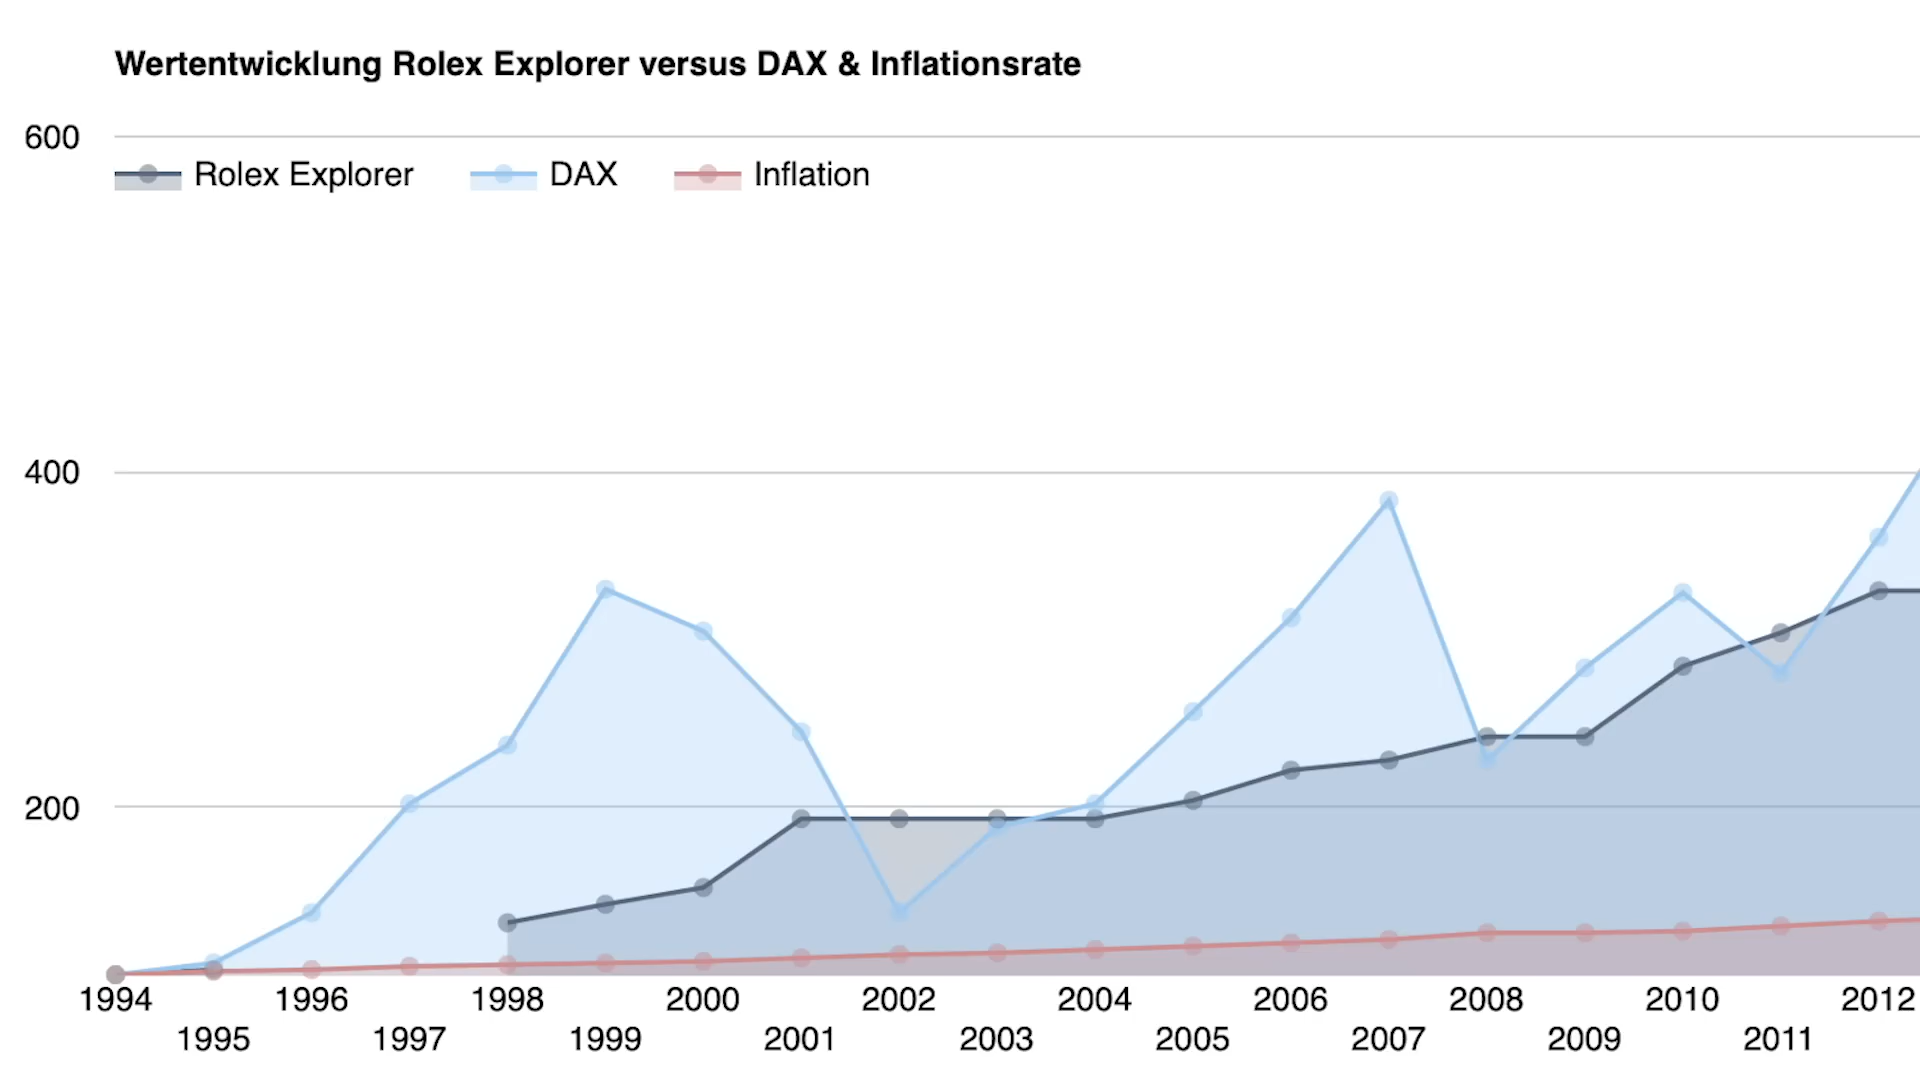 Wertentwicklung Rolex Explorer versus DAX & Inflationsrate
600
Rolex Explorer DAX Inflation
400
200
1994 1996 1998 2000 2002 2004 2006 2008 2010 2012
1995 1997 1999 2001 2003 2005 2007 2009 2011